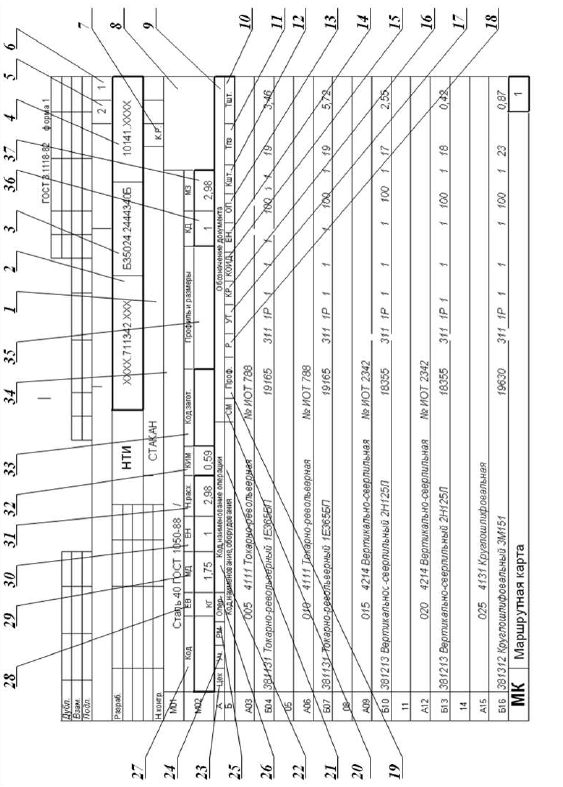 6 7 8 9 10 11 12 13 14 15 16 17 18
5 4 37 36 3 2 1 35 34 33 32 31 30 29 28
27 24 23 25 26 22 21 20 19
Дубл.
Взам.
Подл.
ГОСТ 3.1118-82 форма 1
2 1
Разраб.
НТИ
XXXX.711342.XXX
Б35024.24443405
10141.XXXX
Н.контр.
СТАКАН
К.Р.
М01
Сталь 40 ГОСТ 1050-88 /
Код ЕВ МД ЕН Н.расх. КИМ Код загот. Профиль и размеры КД МЗ
М02
кг 1,75 1 2,98 0,59 1 2,98
А Цех Уч. РМ Опер. Код,наименование операции Обозначение документа
Б Код,наименование,оборудования СМ Проф. Р УТ КР КОИД ЕН ОП Кшт. Тпз Тшт.
А03 005 4111 Токарно-револьверная № ИОТ 788
Б04 381131 Токарно-револьверный 1Е365БП 19165 311 1Р 1 1 1 100 1 19 3,46
05
А06 010 4111 Токарно-револьварная № ИОТ 788
Б07 381131 Токарно-револьверный 1Е365БП 19165 311 1Р 1 1 1 100 1 19 5,72
08
А09 015 4214 Вертикально-сверлильная № ИОТ 2342
Б10 381213 Вертикальнос-сверлильный 2Н125Л 18355 311 1Р 1 1 1 100 1 17 2,55
11
А12 020 4214 Вертикально-сверлильная № ИОТ 2342
Б13 381213 Вертикально-сверлильный 2Н125Л 18355 311 1Р 1 1 1 100 1 18 0,42
14
А15 025 4131 Круглошлифовальная
Б16 381312 Круглошлифовальный 3М151 19630 311 1Р 1 1 1 100 1 23 0,87
МК Маршрутная карта 1